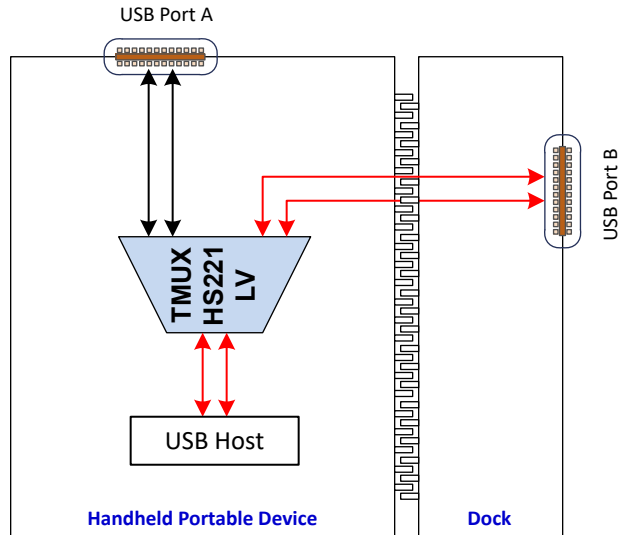 USB Port A
USB Port B
TMUX
HS221
LV
USB Host
Handheld Portable Device
Dock